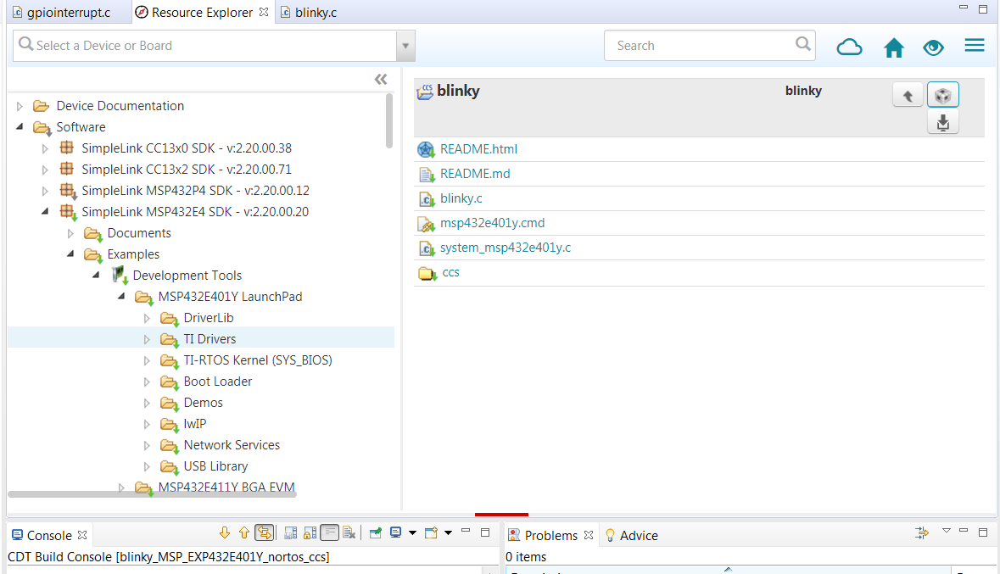 gpiointerrupt.c
Resource Explorer
blinky.c
Select a Device or Board
Search
Device Documentation
Software
SimpleLink CC13x0 SDK - v:2.20.00.38
SimpleLink CC13x2 SDK - v:2.20.00.71
SimpleLink MSP432P4 SDK - v:2.20.00.12
SimpleLink MSP432E4 SDK - v:2.20.00.20
Documents
Examples
Development Tools
MSP432E401Y LaunchPad
DriverLib
TI Drivers
TI-RTOS Kernel (SYS_BIOS)
Boot Loader
Demos
lwIP
Network Services
USB Library
MSP432E411Y BGA EVM
blinky
blinky
README.html
README.md
blinky.c
msp432e401y.cmd
system_msp432e401y.c
ccs
Console
CDT Build Console [blinky_MSP_EXP432E401Y_nortos_ccs]
Problems
Advice
0 items